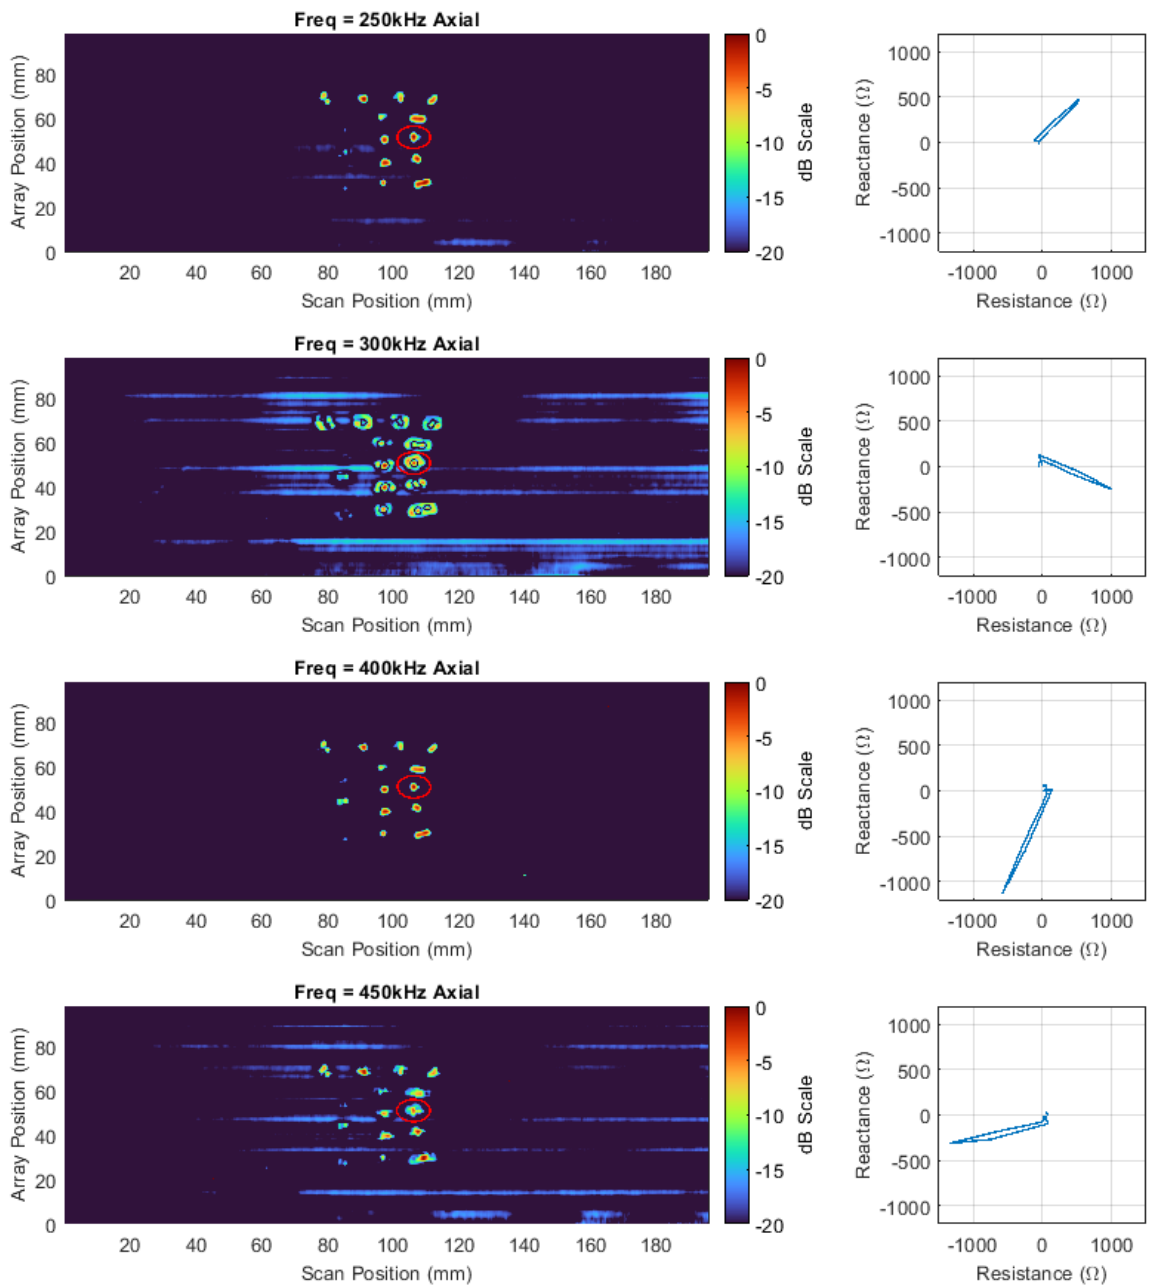 Freq = 250kHz Axial
Array Position (mm)
80
60
40
20
0
20 40 60 80 100 120 140 160 180
Scan Position (mm)
0
-5
-10
-15
-20
dB Scale
Reactance (Ω)
1000
500
0
-500
-1000
-1000 0 1000
Resistance (Ω)
Freq = 300kHz Axial
Array Position (mm)
80
60
40
20
0
20 40 60 80 100 120 140 160 180
Scan Position (mm)
0
-5
-10
-15
-20
dB Scale
Reactance (Ω)
1000
500
0
-500
-1000
-1000 0 1000
Resistance (Ω)
Freq = 400kHz Axial
Array Position (mm)
80
60
40
20
0
20 40 60 80 100 120 140 160 180
Scan Position (mm)
0
-5
-10
-15
-20
dB Scale
Reactance (Ω)
1000
500
0
-500
-1000
-1000 0 1000
Resistance (Ω)
Freq = 450kHz Axial
Array Position (mm)
80
60
40
20
0
20 40 60 80 100 120 140 160 180
Scan Position (mm)
0
-5
-10
-15
-20
dB Scale
Reactance (Ω)
1000
500
0
-500
-1000
-1000 0 1000
Resistance (Ω)